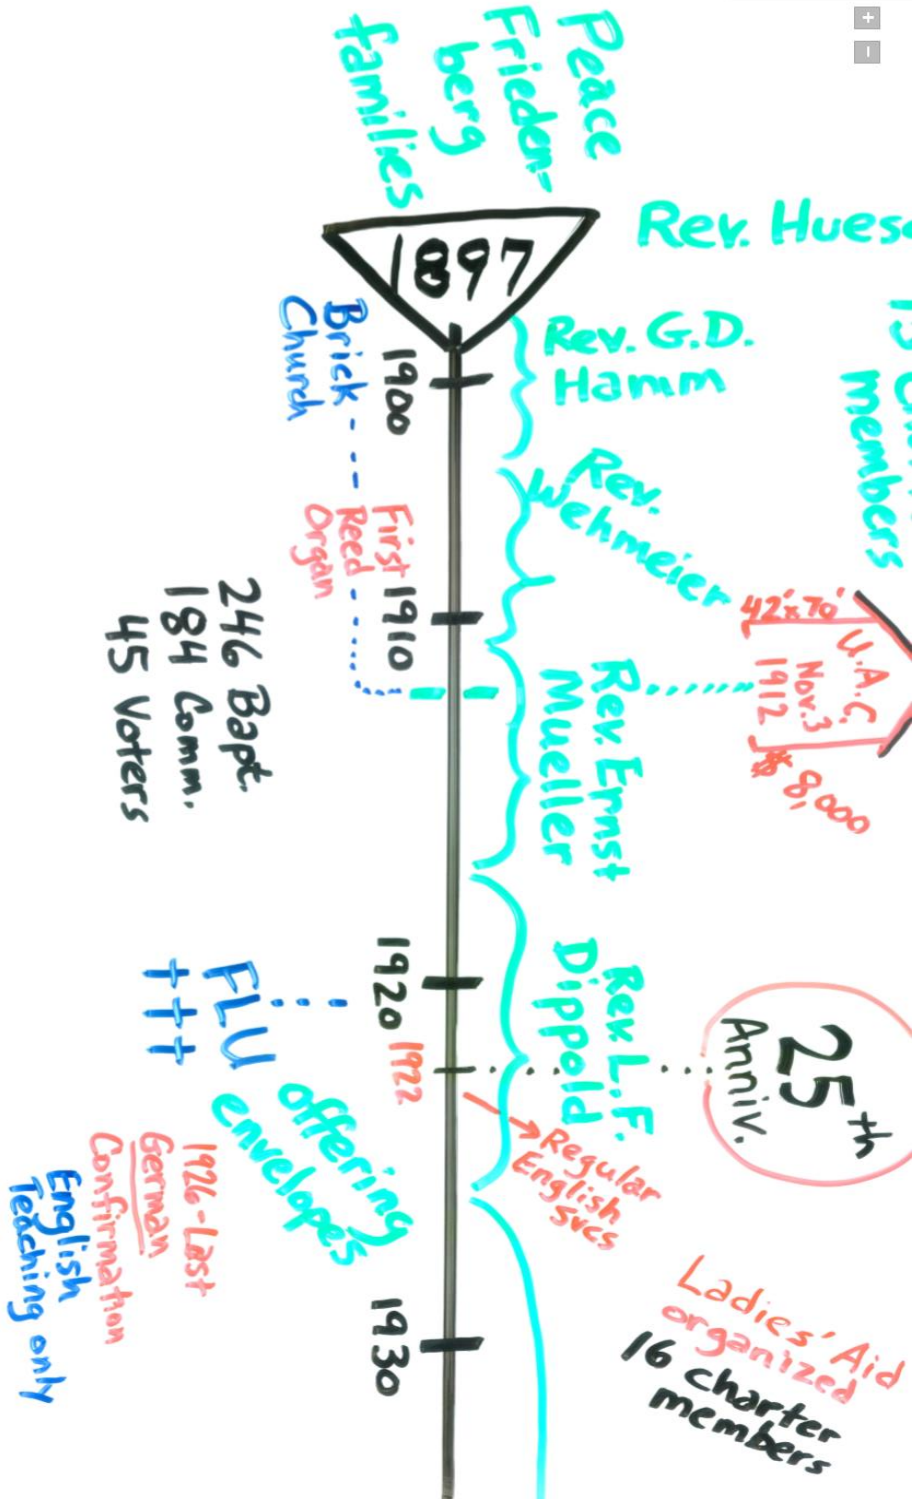 Peace
Frieden-
berg
families
1897
Rev.
13
members
Rev. G.D.
Hamm
Brick
Church
1900
Rev.
Wehmeier
First
Reed
Organ
1910
42'x70'
U.A.C.
Nov. 3
1912
$8,000
246 Bapt.
184 Comm.
45 Voters
Rev. Ernst
Mueller
1920
FLU
Rev. L.F.
Dippold
25th
Anniv.
1922
Regular
English
svcs
offering
envelopes
1926-Last
German
Confirmation
English
Teaching only
1930
Ladies' Aid
organized
16 charter
members